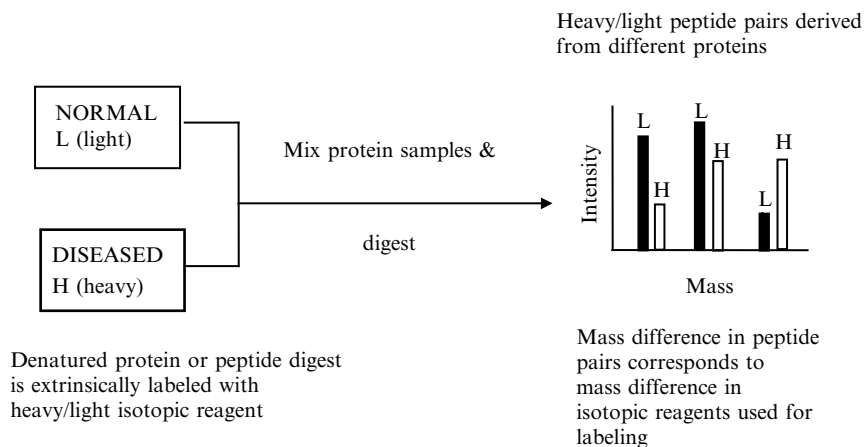 Heavy/light peptide pairs derived
from different proteins
NORMAL
L (light)
DISEASED
H (heavy)
Mix protein samples &
digest
Intensity
L
H
L
H
L
H
Mass
Denatured protein or peptide digest
is extrinsically labeled with
heavy/light isotopic reagent
Mass difference in peptide
pairs corresponds to
mass difference in
isotopic reagents used for
labeling